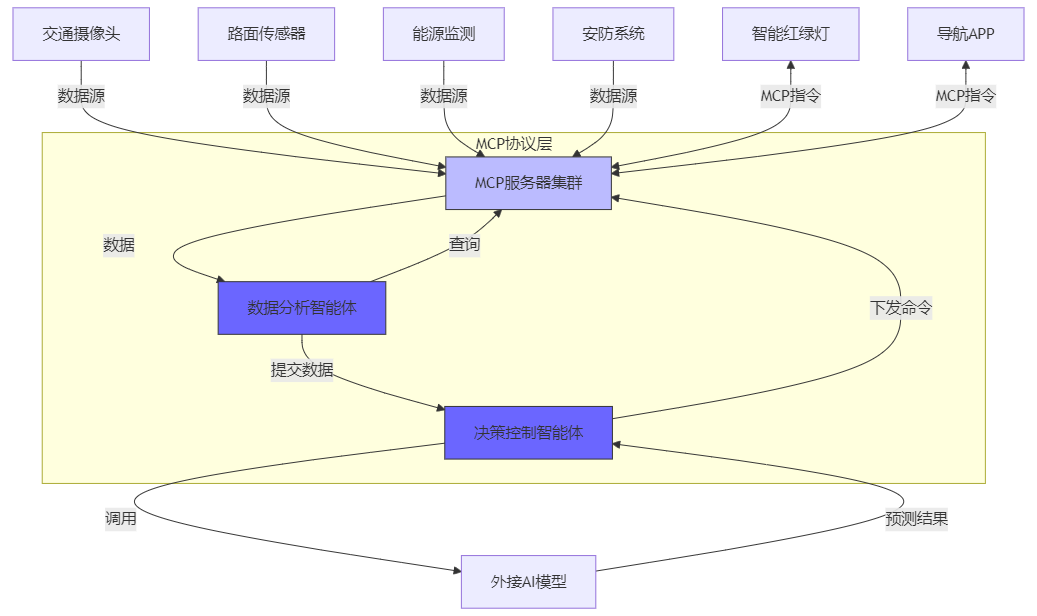 交通摄像头
路面传感器
能源监测
安防系统
智能红绿灯
导航APP
数据源
数据源
数据源
数据源
MCP指令
MCP指令
MCP协议层
MCP服务器集群
数据
查询
数据分析智能体
下发命令
提交数据
决策控制智能体
调用
预测结果
外接AI模型